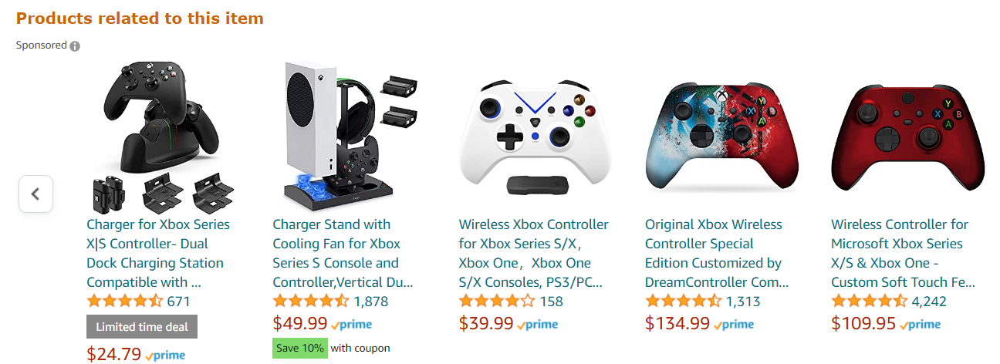 Products related to this item
Sponsored
Charger for Xbox Series
X|S Controller- Dual
Dock Charging Station
Compatible with ...
671
Limited time deal
$24.79 prime
Charger Stand with
Cooling Fan for Xbox
Series S Console and
Controller,Vertical Du...
1,878
$49.99 prime
Save 10% with coupon
Wireless Xbox Controller
for Xbox Series S/X，
Xbox One，Xbox One
S/X Consoles, PS3/PC...
158
$39.99 prime
Original Xbox Wireless
Controller Special
Edition Customized by
DreamController Com...
1,313
$134.99 prime
Wireless Controller for
Microsoft Xbox Series
X/S & Xbox One -
Custom Soft Touch Fe...
4,242
$109.95 prime
Y
X B
A
Y
X
A